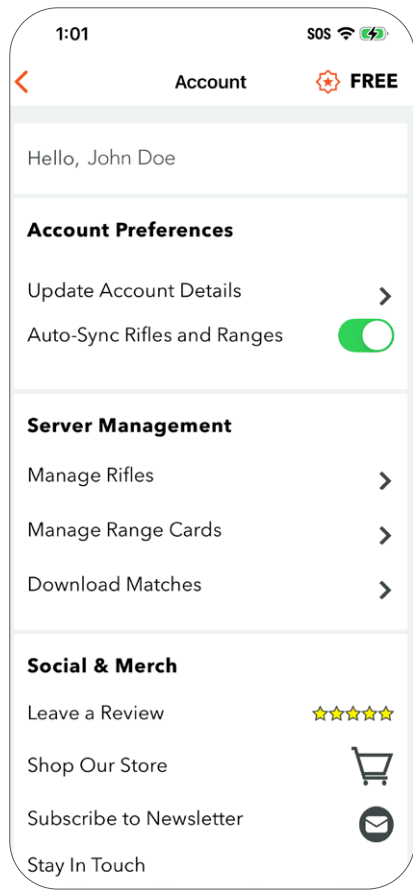 1:01 SOS
Account FREE
Hello, John Doe
Account Preferences
Update Account Details
Auto-Sync Rifles and Ranges
Server Management
Manage Rifles
Manage Range Cards
Download Matches
Social & Merch
Leave a Review
Shop Our Store
Subscribe to Newsletter
Stay In Touch